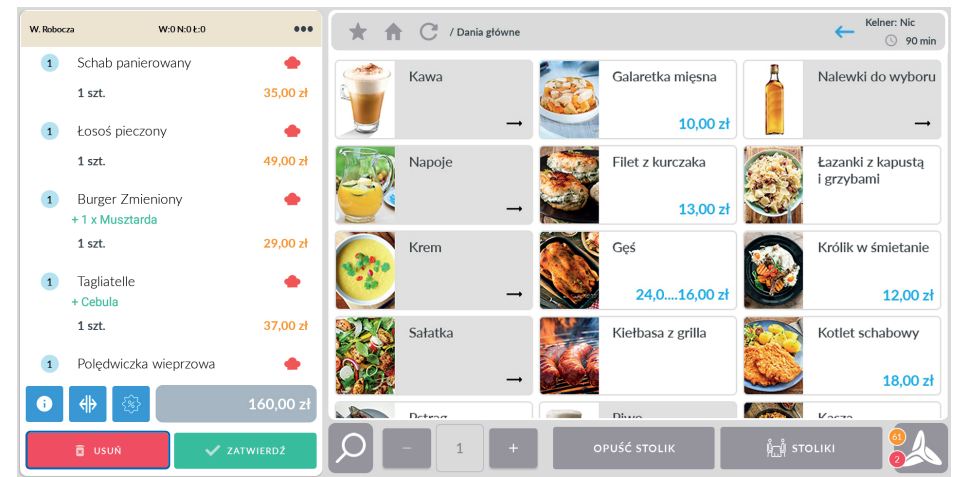 W. Robocza W:0 N:0 Ł:0
1 Schab panierowany
1 szt. 35,00 zł
1 Łosoś pieczony
1 szt. 49,00 zł
1 Burger Zmieniony
+ 1 x Musztarda
1 szt. 29,00 zł
1 Tagliatelle
+ Cebula
1 szt. 37,00 zł
1 Polędwiczka wieprzowa
160,00 zł
USUŃ ZATWIERDŹ
/ Dania główne
Kelner: Nic
90 min
Kawa
Galaretka mięsna
10,00 zł
Nalewki do wyboru
Napoje
Filet z kurczaka
13,00 zł
Łazanki z kapustą
i grzybami
Krem
Gęś
24,0....16,00 zł
Królik w śmietanie
12,00 zł
Sałatka
Kiełbasa z grilla
Kotlet schabowy
18,00 zł
Pstrąg
Piwo
Kasza
− 1 +
OPUŚĆ STOLIK
STOLIKI
61
2